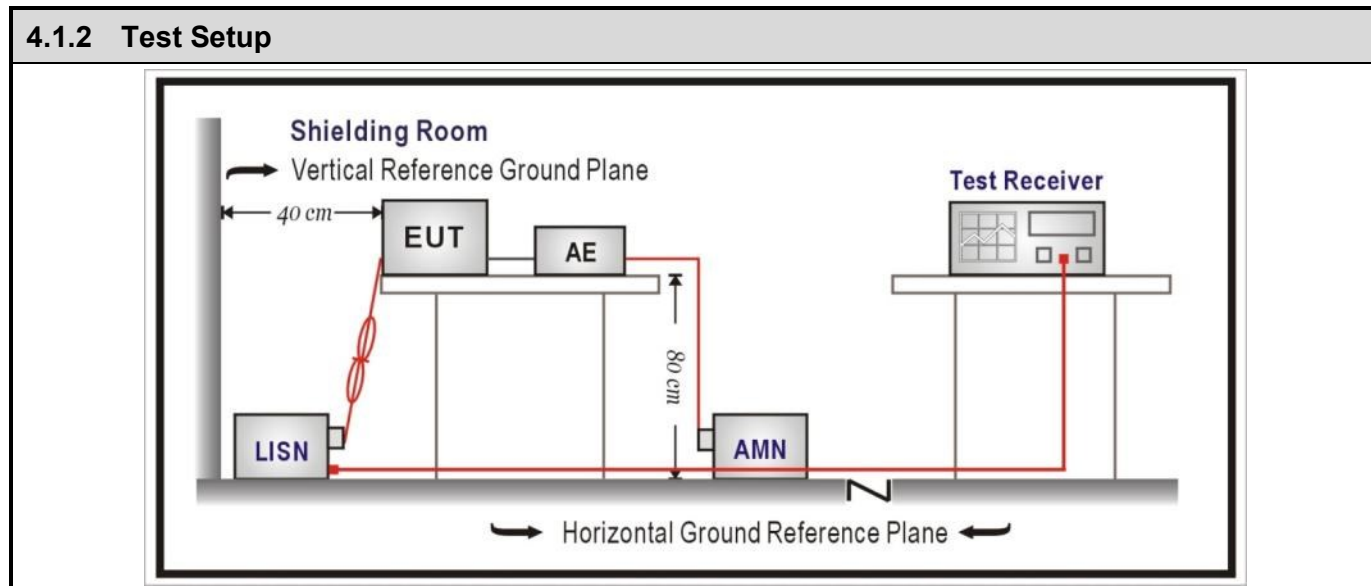 4.1.2 Test Setup
Shielding Room
Vertical Reference Ground Plane
Test Receiver
40 cm
EUT
AE
80 cm
LISN
AMN
Horizontal Ground Reference Plane